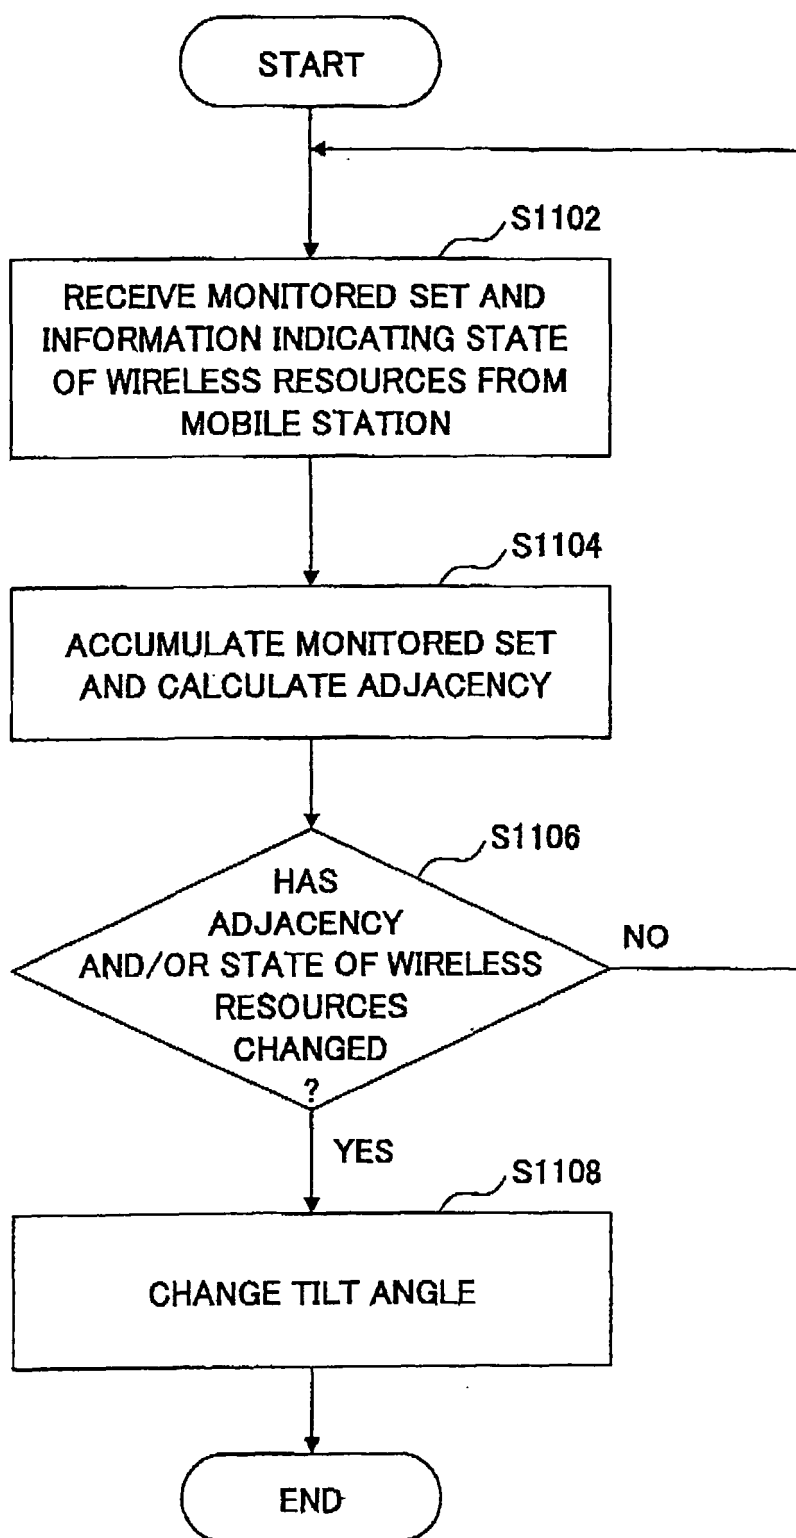 START
S1102
RECEIVE MONITORED SET AND
INFORMATION INDICATING STATE
OF WIRELESS RESOURCES FROM
MOBILE STATION
S1104
ACCUMULATE MONITORED SET
AND CALCULATE ADJACENCY
S1106
HAS
ADJACENCY
AND/OR STATE OF WIRELESS
RESOURCES
CHANGED
?
NO
YES
S1108
CHANGE TILT ANGLE
END